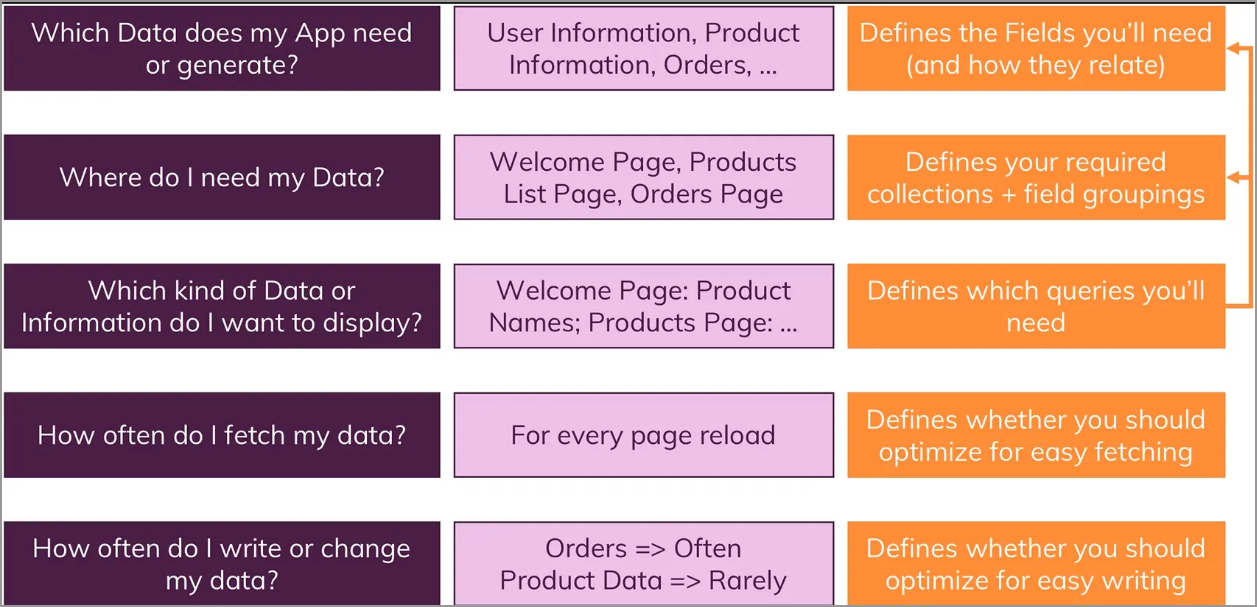 Which Data does my App need
or generate?
User Information, Product
Information, Orders, ...
Defines the Fields you'll need
(and how they relate)
Where do I need my Data?
Welcome Page, Products
List Page, Orders Page
Defines your required
collections + field groupings
Which kind of Data or
Information do I want to display?
Welcome Page: Product
Names; Products Page: ...
Defines which queries you'll
need
How often do I fetch my data?
For every page reload
Defines whether you should
optimize for easy fetching
How often do I write or change
my data?
Orders => Often
Product Data => Rarely
Defines whether you should
optimize for easy writing